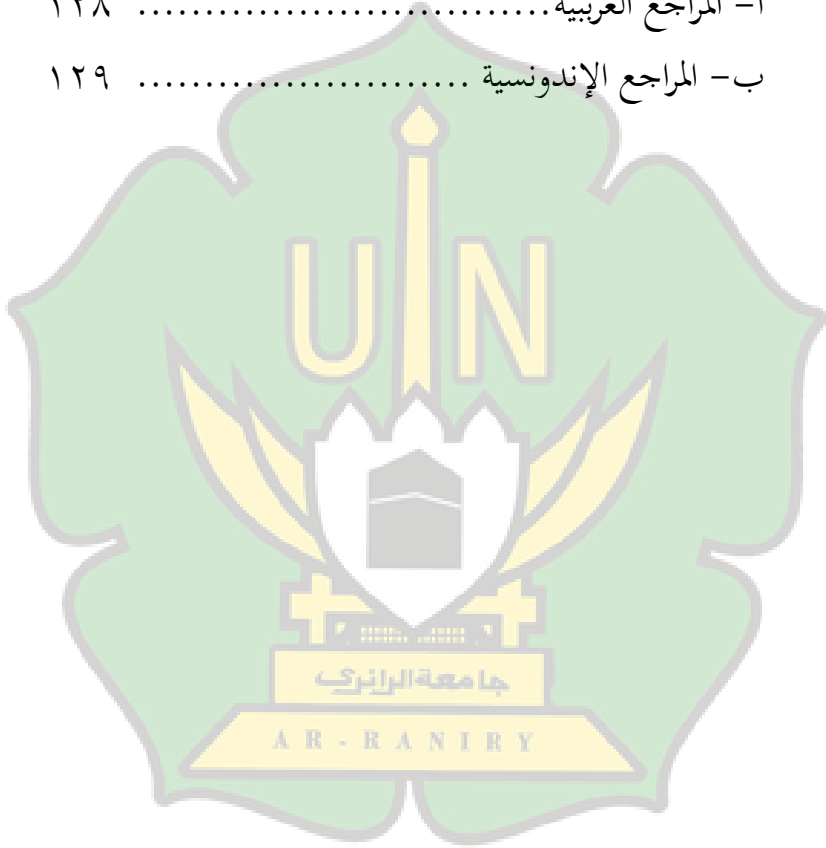 أ- المراجع العربية ............................... ١٢٨
ب- المراجع الإندونسية ......................... ١٢٩
UIN
جامعة الرانري
AR - RANIRY